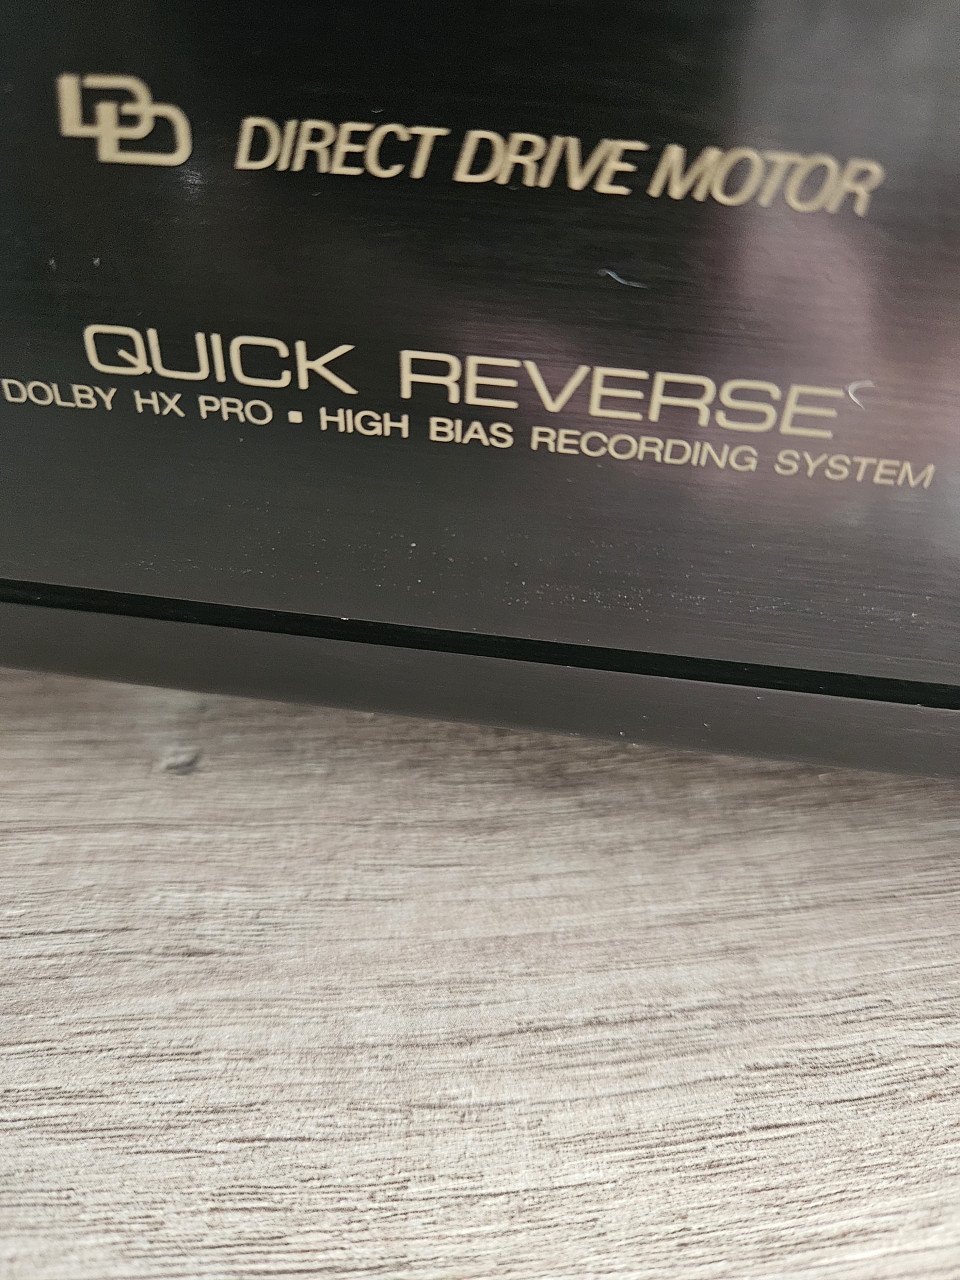 DD DIRECT DRIVE MOTOR
QUICK REVERSE
DOLBY HX PRO ▪ HIGH BIAS RECORDING SYSTEM